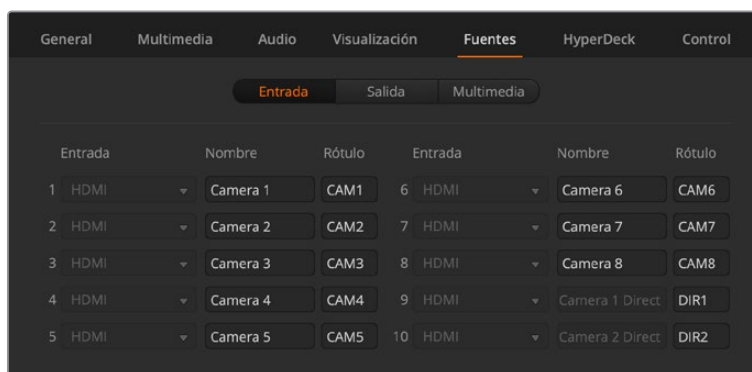 General Multimedia Audio Visualización Fuentes HyperDeck Control
Entrada Salida Multimedia
Entrada Nombre Rótulo Entrada Nombre Rótulo
1 HDMI Camera 1 CAM1 6 HDMI Camera 6 CAM6
2 HDMI Camera 2 CAM2 7 HDMI Camera 7 CAM7
3 HDMI Camera 3 CAM3 8 HDMI Camera 8 CAM8
4 HDMI Camera 4 CAM4 9 HDMI Camera 1 Direct DIR1
5 HDMI Camera 5 CAM5 10 HDMI Camera 2 Direct DIR2